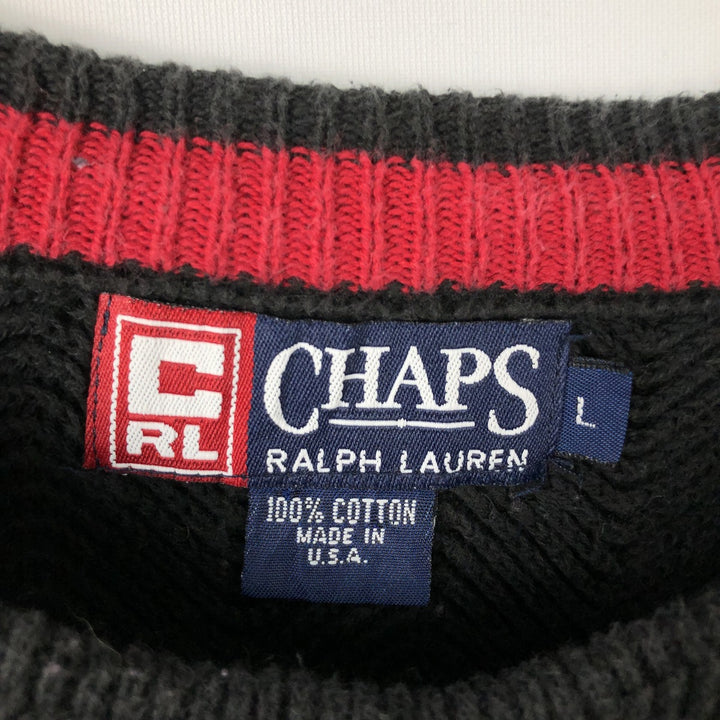 C
RL
CHAPS
RALPH LAUREN
L
100% COTTON
MADE IN
U.S.A.